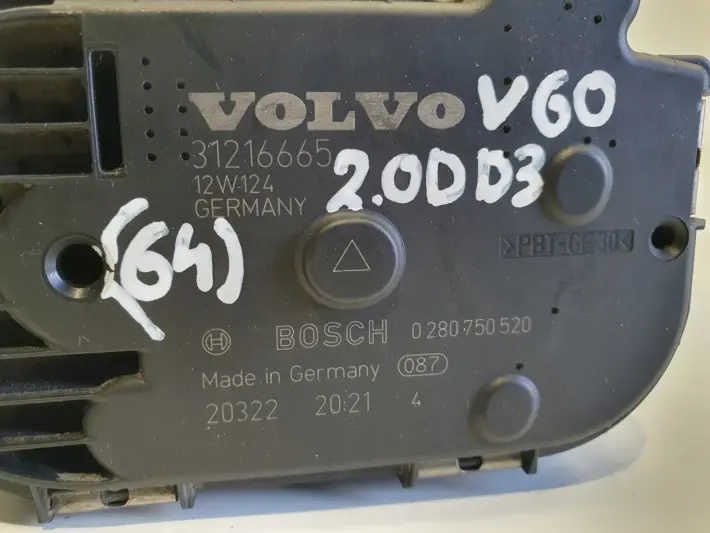 VOLVO V60
31216665 2.0D D3
12W124
GERMANY
(64)
>PBT-GF30<
BOSCH 0 280 750 520
Made in Germany 087
20322 20:21 4